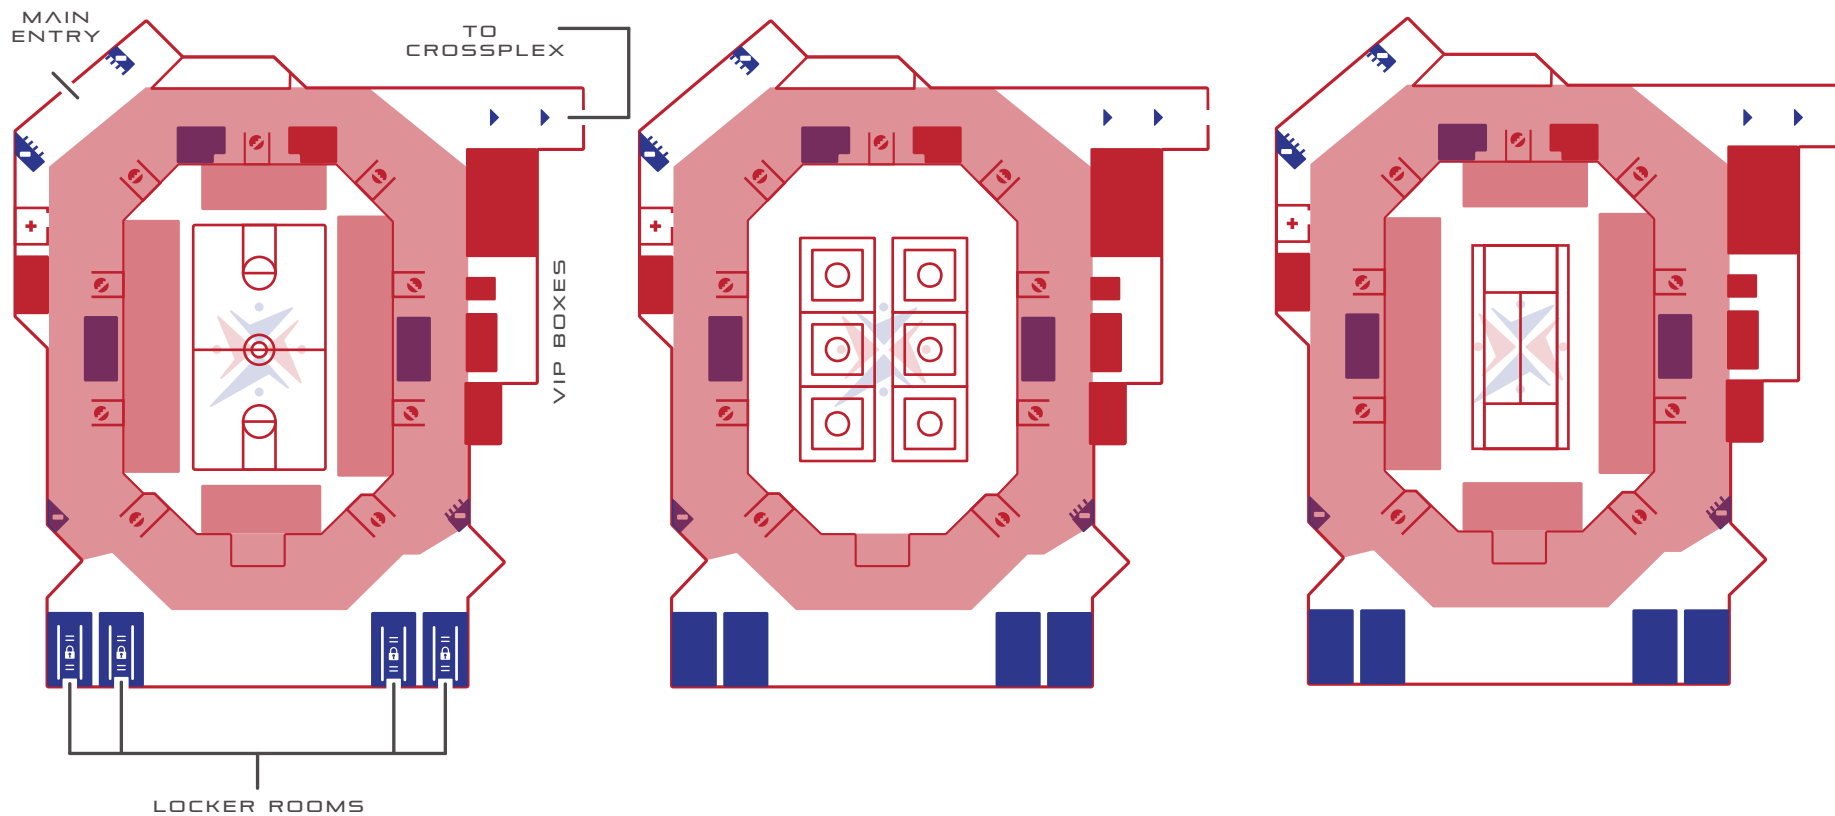 MAIN
ENTRY
TO
CROSSPLEX
VIP BOXES
LOCKER ROOMS